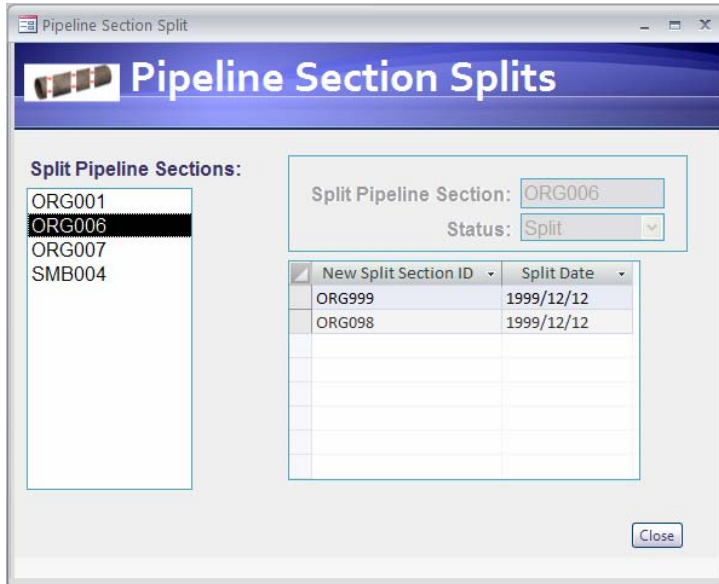 Pipeline Section Split
Pipeline Section Splits
Split Pipeline Sections:
ORG001
ORG006
ORG007
SMB004
Split Pipeline Section: ORG006
Status: Split
New Split Section ID Split Date
ORG999 1999/12/12
ORG098 1999/12/12
Close